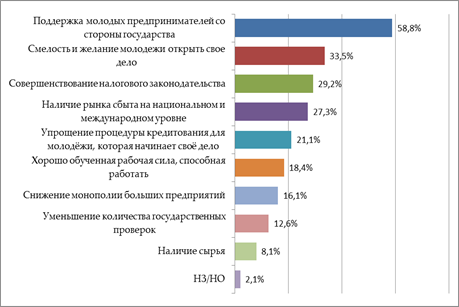 Поддержка молодых предпринимателей со
стороны государства
58,8%
Смелость и желание молодежи открыть свое
дело
33,5%
Совершенствование налогового законодательства
29,2%
Наличие рынка сбыта на национальном и
международном уровне
27,3%
Упрощение процедуры кредитования для
молодёжи, которая начинает своё дело
21,1%
Хорошо обученная рабочая сила, способная
работать
18,4%
Снижение монополии больших предприятий
16,1%
Уменьшение количества государственных
проверок
12,6%
Наличие сырья
8,1%
НЗ/НО
2,1%